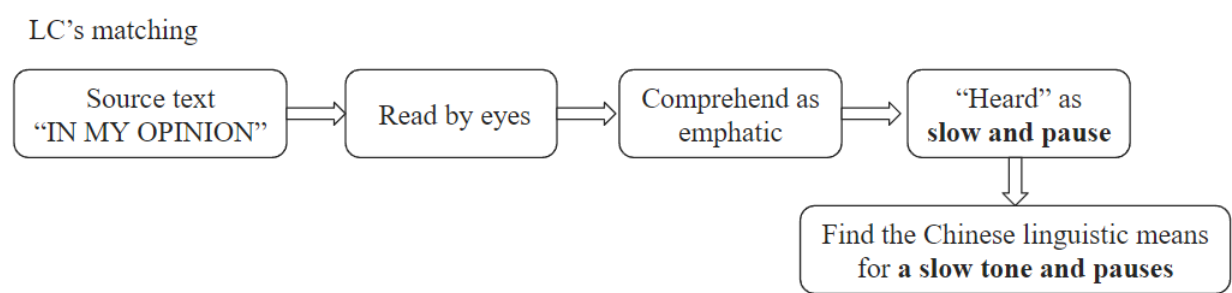 LC’s matching
Source text
“IN MY OPINION”
Read by eyes
Comprehend as
emphatic
“Heard” as
slow and pause
Find the Chinese linguistic means
for a slow tone and pauses